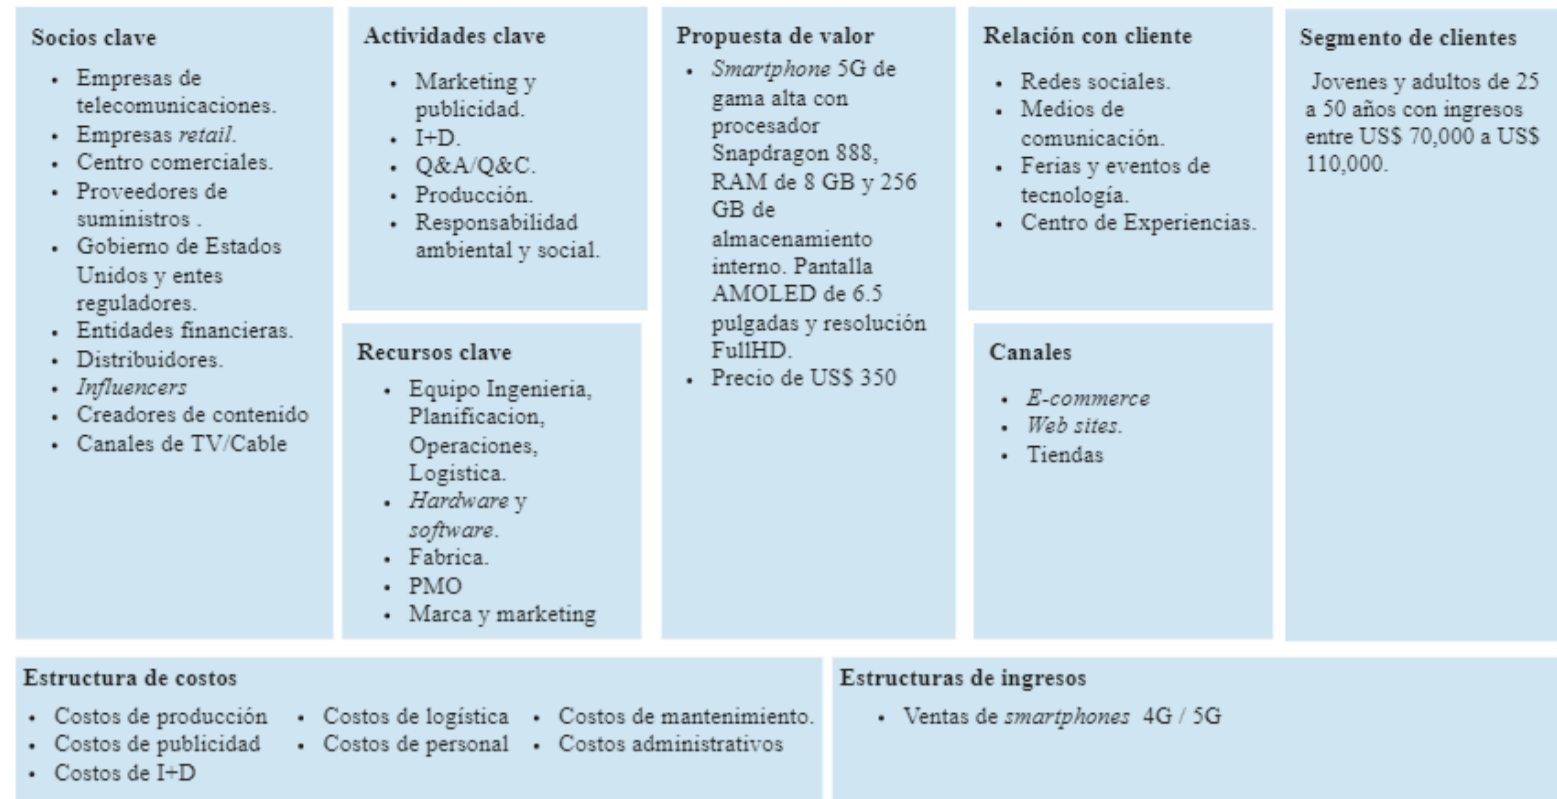 Socios clave
• Empresas de
telecomunicaciones.
• Empresas retail.
• Centro comerciales.
• Proveedores de
suministros .
• Gobierno de Estados
Unidos y entes
reguladores.
• Entidades financieras.
• Distribuidores.
• Influencers
• Creadores de contenido
• Canales de TV/Cable
Actividades clave
• Marketing y
publicidad.
• I+D.
• Q&A/Q&C.
• Producción.
• Responsabilidad
ambiental y social.
Recursos clave
• Equipo Ingenieria,
Planificacion,
Operaciones,
Logistica.
• Hardware y
software.
• Fabrica.
• PMO
• Marca y marketing
Propuesta de valor
• Smartphone 5G de
gama alta con
procesador
Snapdragon 888,
RAM de 8 GB y 256
GB de
almacenamiento
interno. Pantalla
AMOLED de 6.5
pulgadas y resolución
FullHD.
• Precio de US$ 350
Relación con cliente
• Redes sociales.
• Medios de
comunicación.
• Ferias y eventos de
tecnología.
• Centro de Experiencias.
Canales
• E-commerce
• Web sites.
• Tiendas
Segmento de clientes
Jovenes y adultos de 25
a 50 años con ingresos
entre US$ 70,000 a US$
110,000.
Estructura de costos
• Costos de producción
• Costos de publicidad
• Costos de I+D
• Costos de logística
• Costos de personal
• Costos de mantenimiento.
• Costos administrativos
Estructuras de ingresos
• Ventas de smartphones 4G / 5G